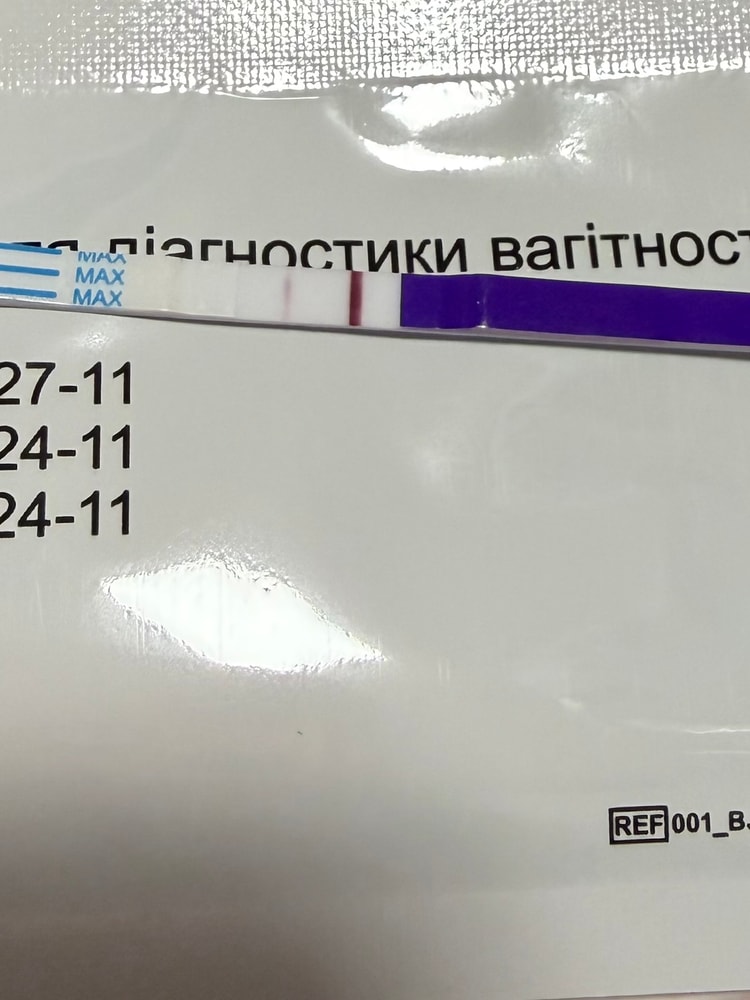 діагностики вагітност
MAX
MAX
MAX
27-11
24-11
24-11
REF 001_B